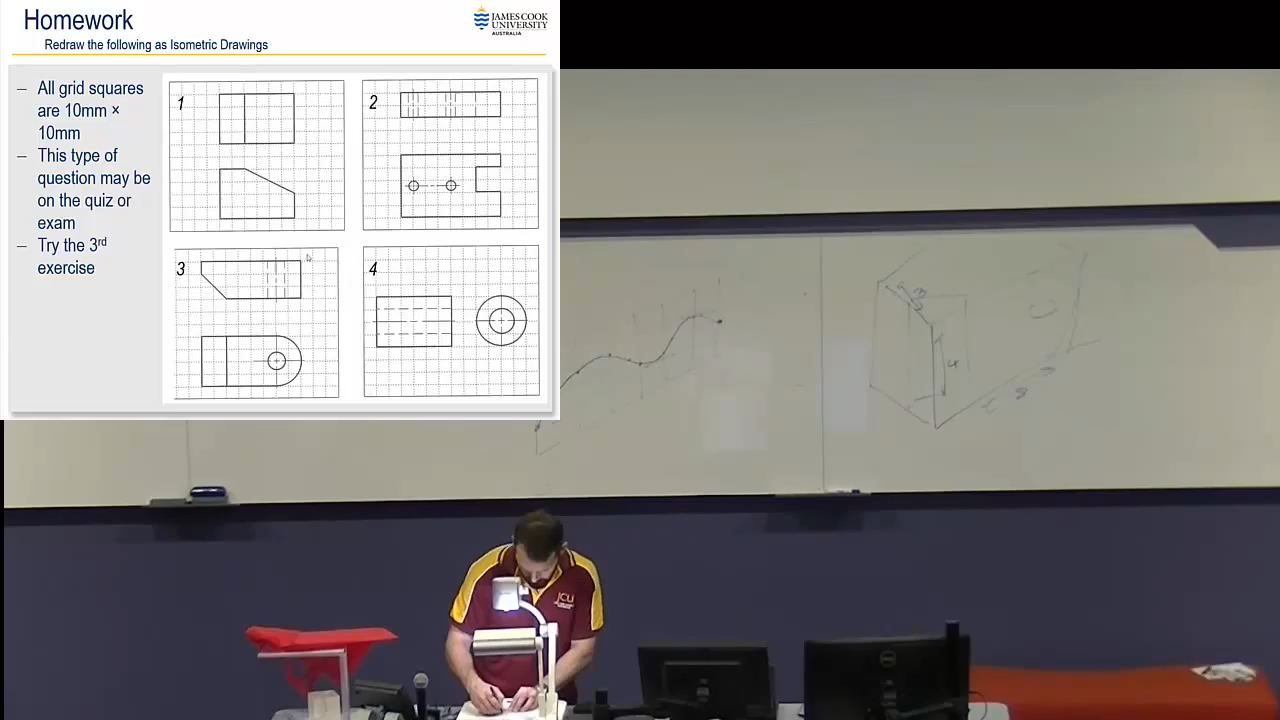 Homework
Redraw the following as Isometric Drawings
JAMES COOK
UNIVERSITY
AUSTRALIA
– All grid squares
are 10mm ×
10mm
– This type of
question may be
on the quiz or
exam
– Try the 3rd
exercise
1
2
3
4
4
JCU